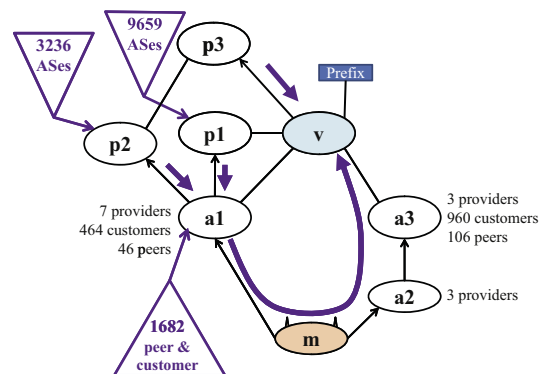 p3
3236
ASes
9659
ASes
Prefix
p2
p1
v
7 providers
464 customers
46 peers
a1
a3
3 providers
960 customers
106 peers
a2
3 providers
1682
peer &
customer
m